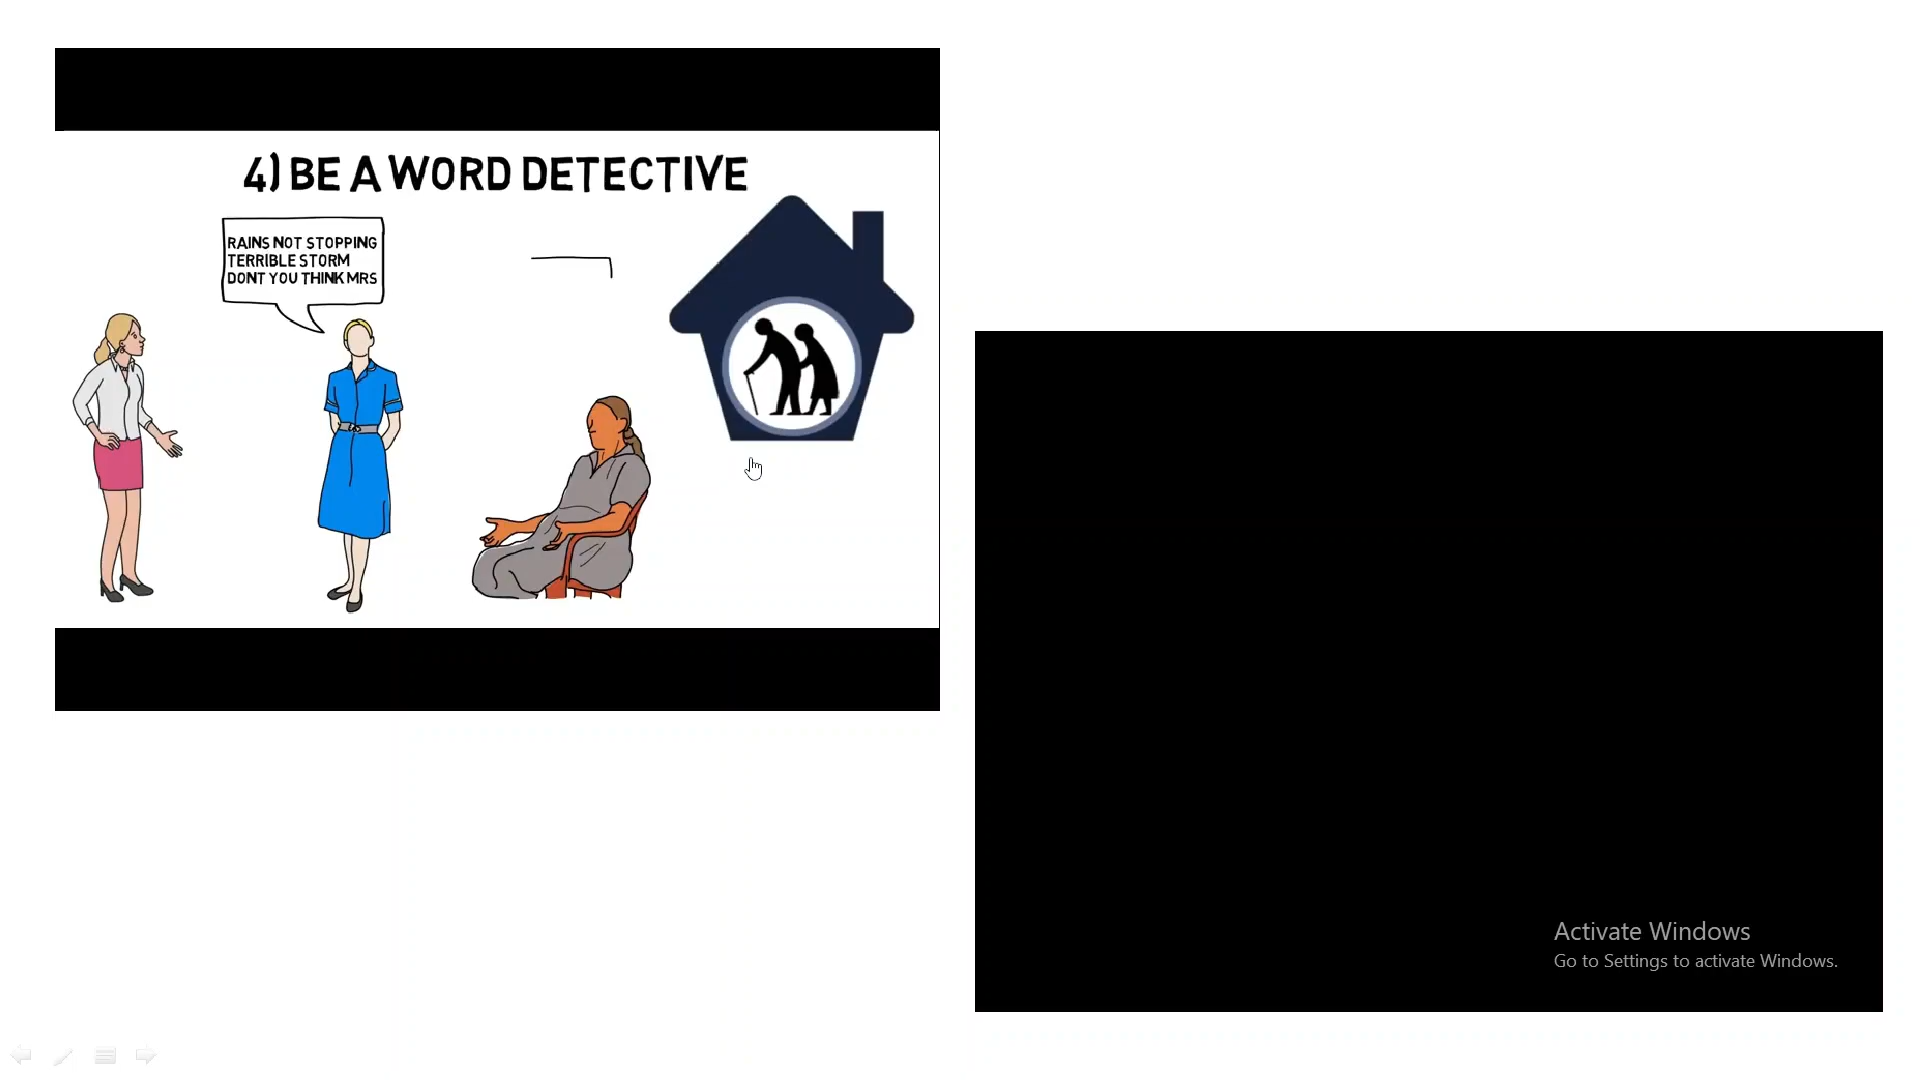 4) BE A WORD DETECTIVE
RAINS NOT STOPPING
TERRIBLE STORM
DONT YOU THINK MRS
Activate Windows
Go to Settings to activate Windows.